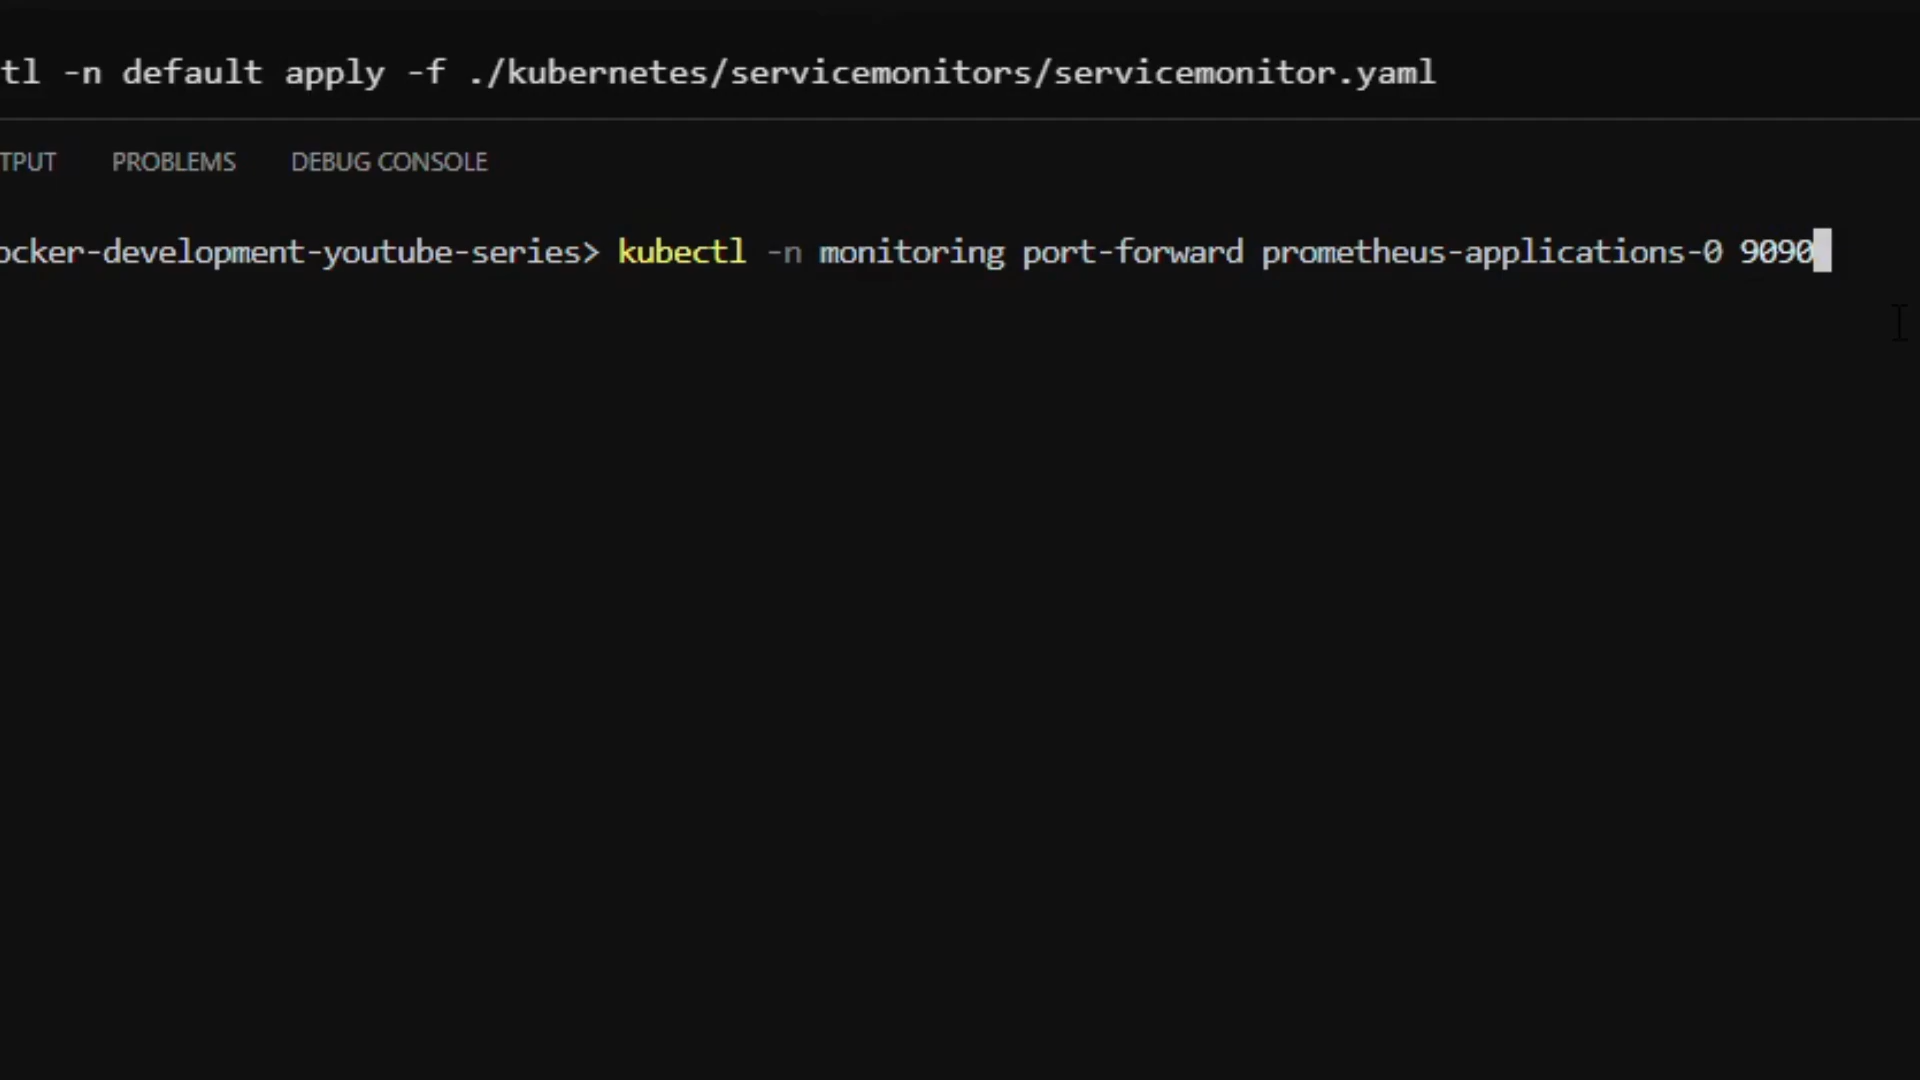 tl -n default apply -f ./kubernetes/servicemonitors/servicemonitor.yaml
TPUT PROBLEMS DEBUG CONSOLE
ocker-development-youtube-series> kubectl -n monitoring port-forward prometheus-applications-0 9090